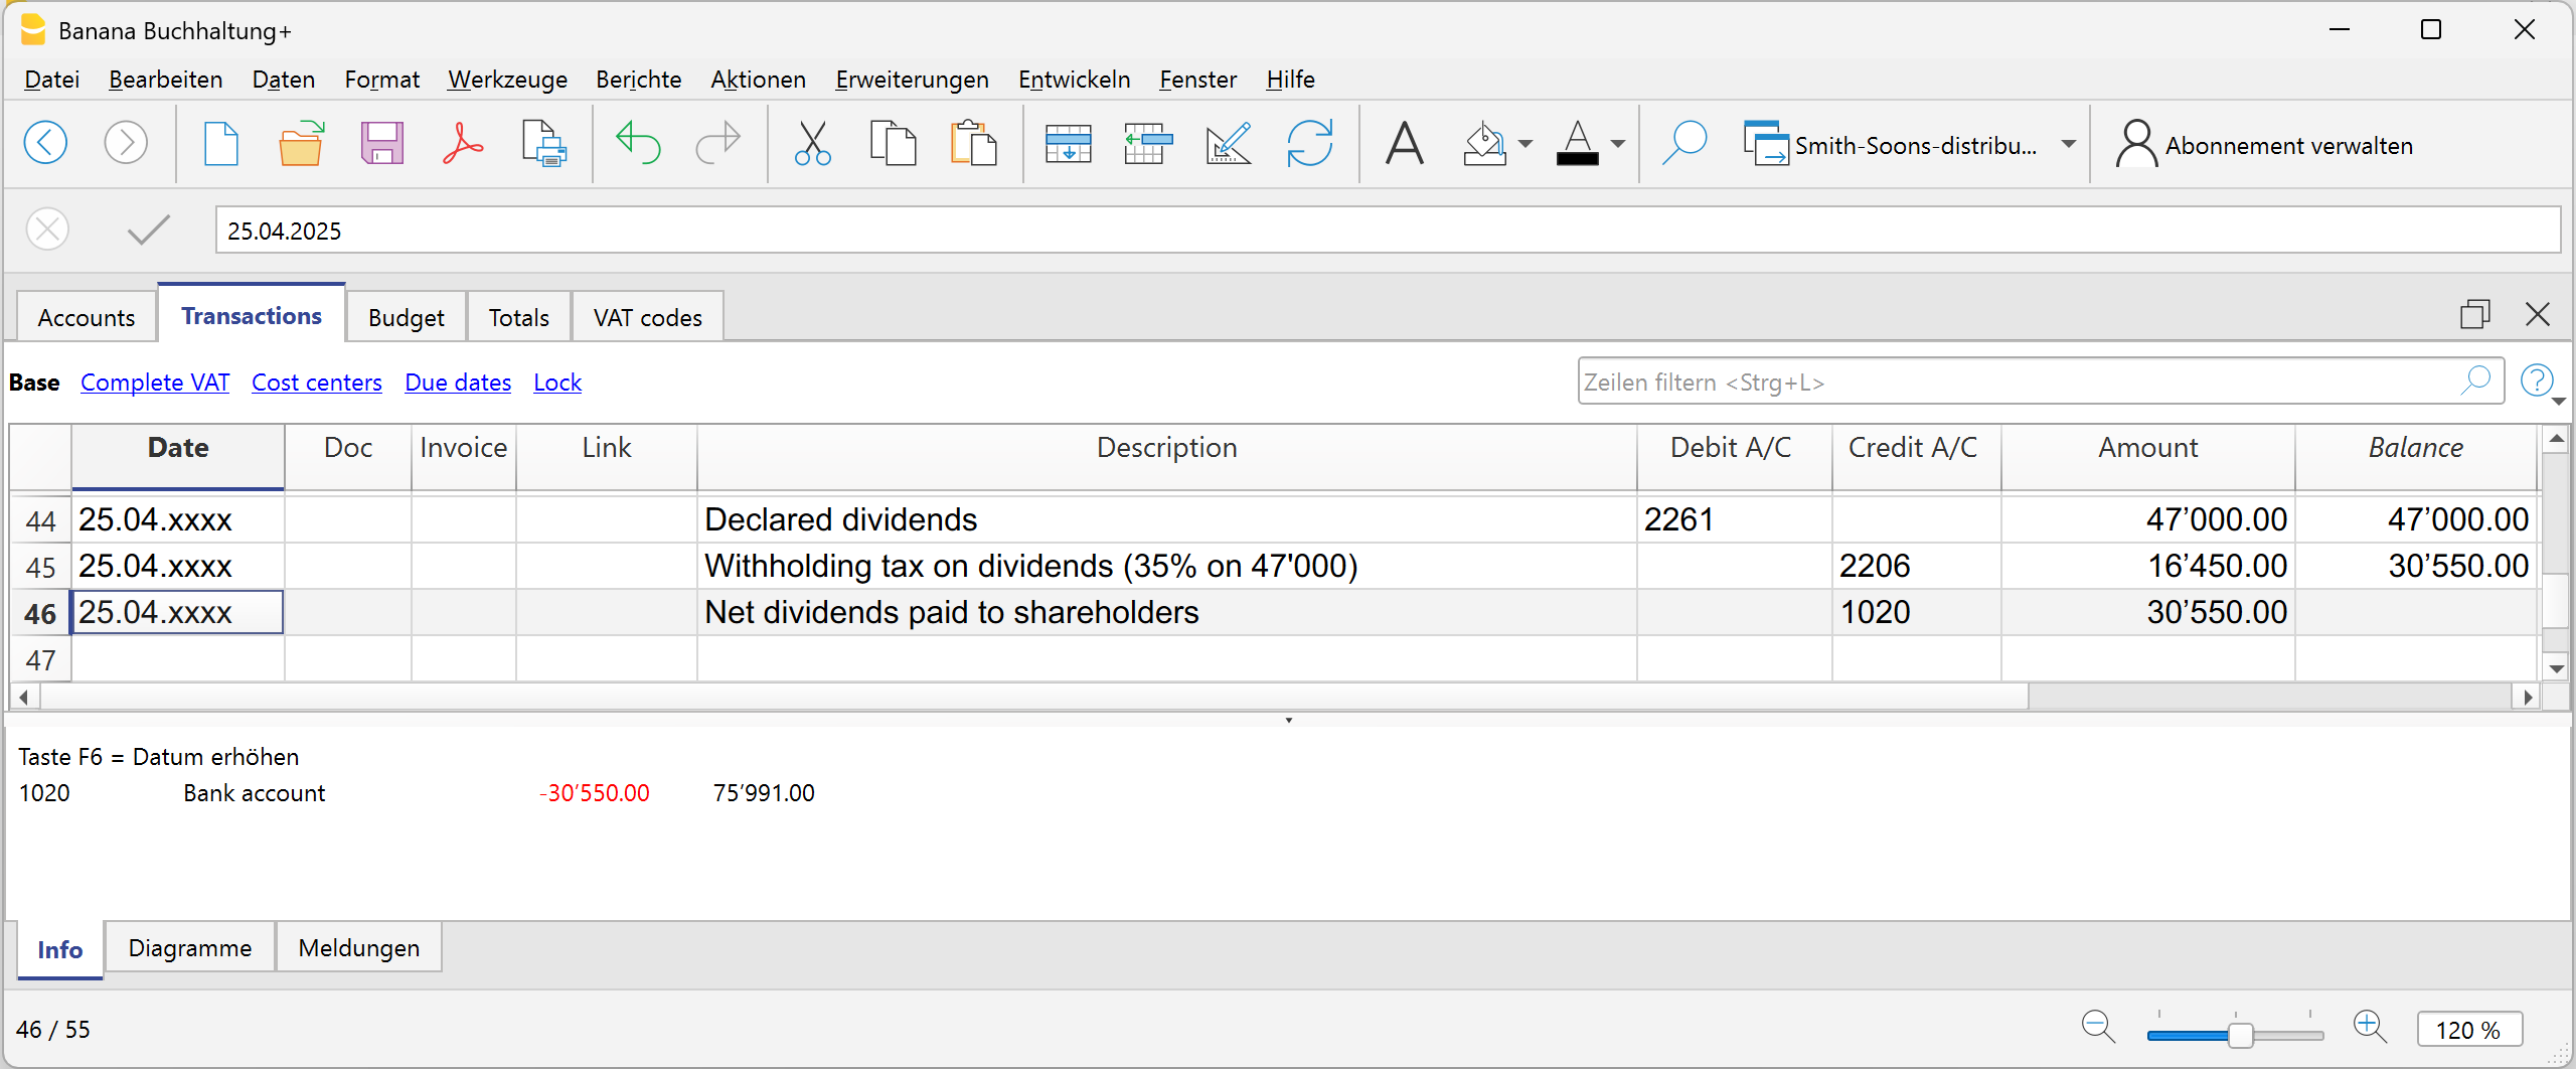 Banana Buchhaltung+
Datei Bearbeiten Daten Format Werkzeuge Berichte Aktionen Erweiterungen Entwickeln Fenster Hilfe
Smith-Soons-distribu... Abonnement verwalten
25.04.2025
Accounts Transactions Budget Totals VAT codes
Base Complete VAT Cost centers Due dates Lock Zeilen filtern <Strg+L>
Date Doc Invoice Link Description Debit A/C Credit A/C Amount Balance
44 25.04.xxxx Declared dividends 2261 47’000.00 47’000.00
45 25.04.xxxx Withholding tax on dividends (35% on 47'000) 2206 16’450.00 30’550.00
46 25.04.xxxx Net dividends paid to shareholders 1020 30’550.00
47
Taste F6 = Datum erhöhen
1020 Bank account -30’550.00 75’991.00
Info Diagramme Meldungen
46 / 55 120 %